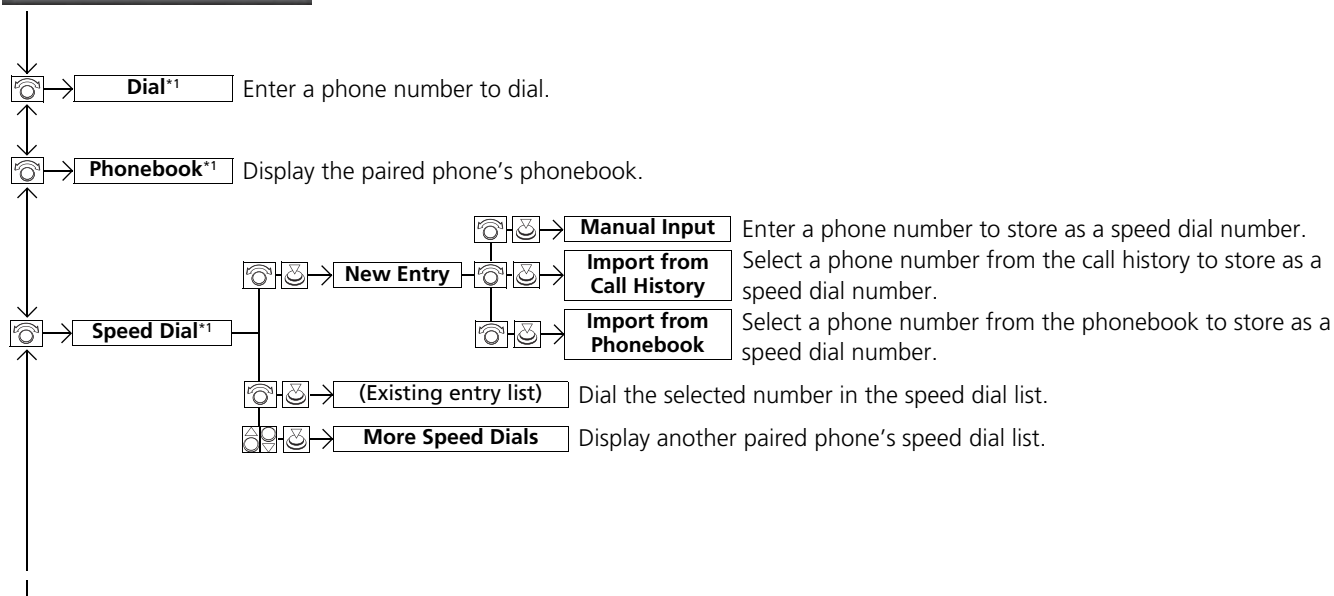 Dial*1 Enter a phone number to dial.
Phonebook*1 Display the paired phone’s phonebook.
Manual Input Enter a phone number to store as a speed dial number.
New Entry
Import from
Call History
Select a phone number from the call history to store as a
speed dial number.
Speed Dial*1
Import from
Phonebook
Select a phone number from the phonebook to store as a
speed dial number.
(Existing entry list) Dial the selected number in the speed dial list.
More Speed Dials Display another paired phone’s speed dial list.